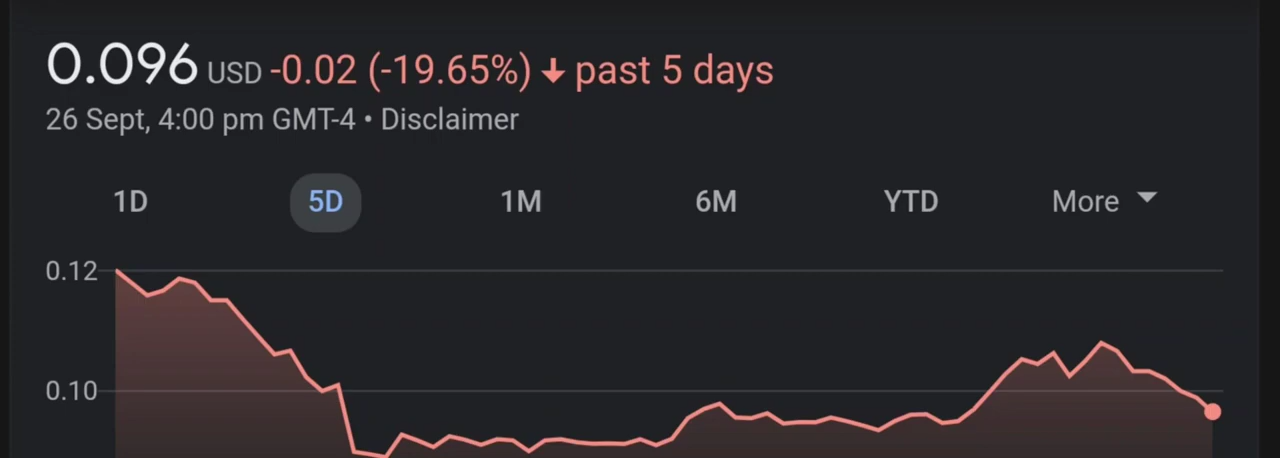 0.096 USD -0.02 (-19.65%) ↓ past 5 days
26 Sept, 4:00 pm GMT-4 • Disclaimer
1D 5D 1M 6M YTD More
0.12
0.10